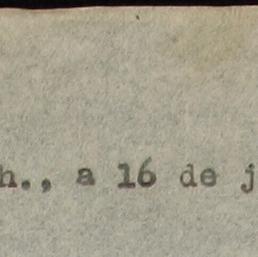 h., a 16 de j